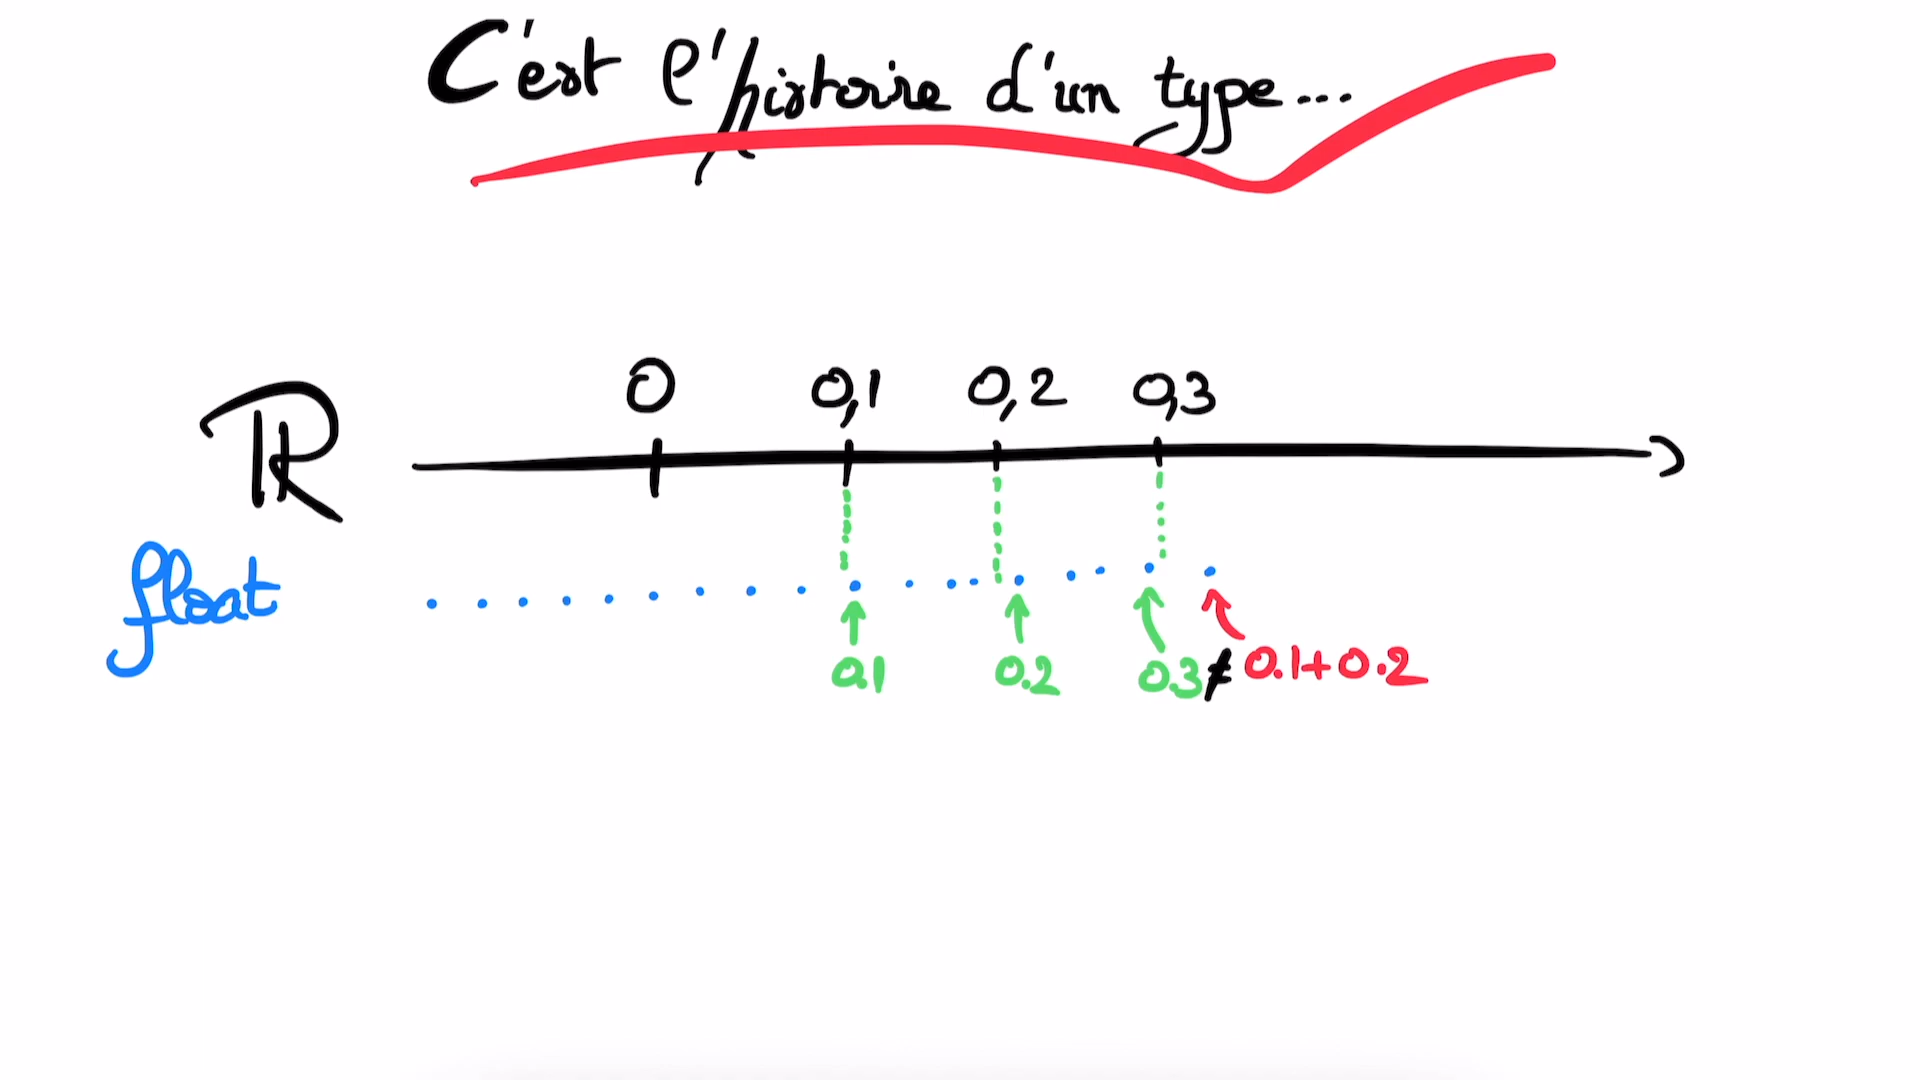 C'est l'histoire d'un type...
0 0,1 0,2 0,3
ℝ
float
0.1 0.2 0.3 ≠ 0.1+0.2